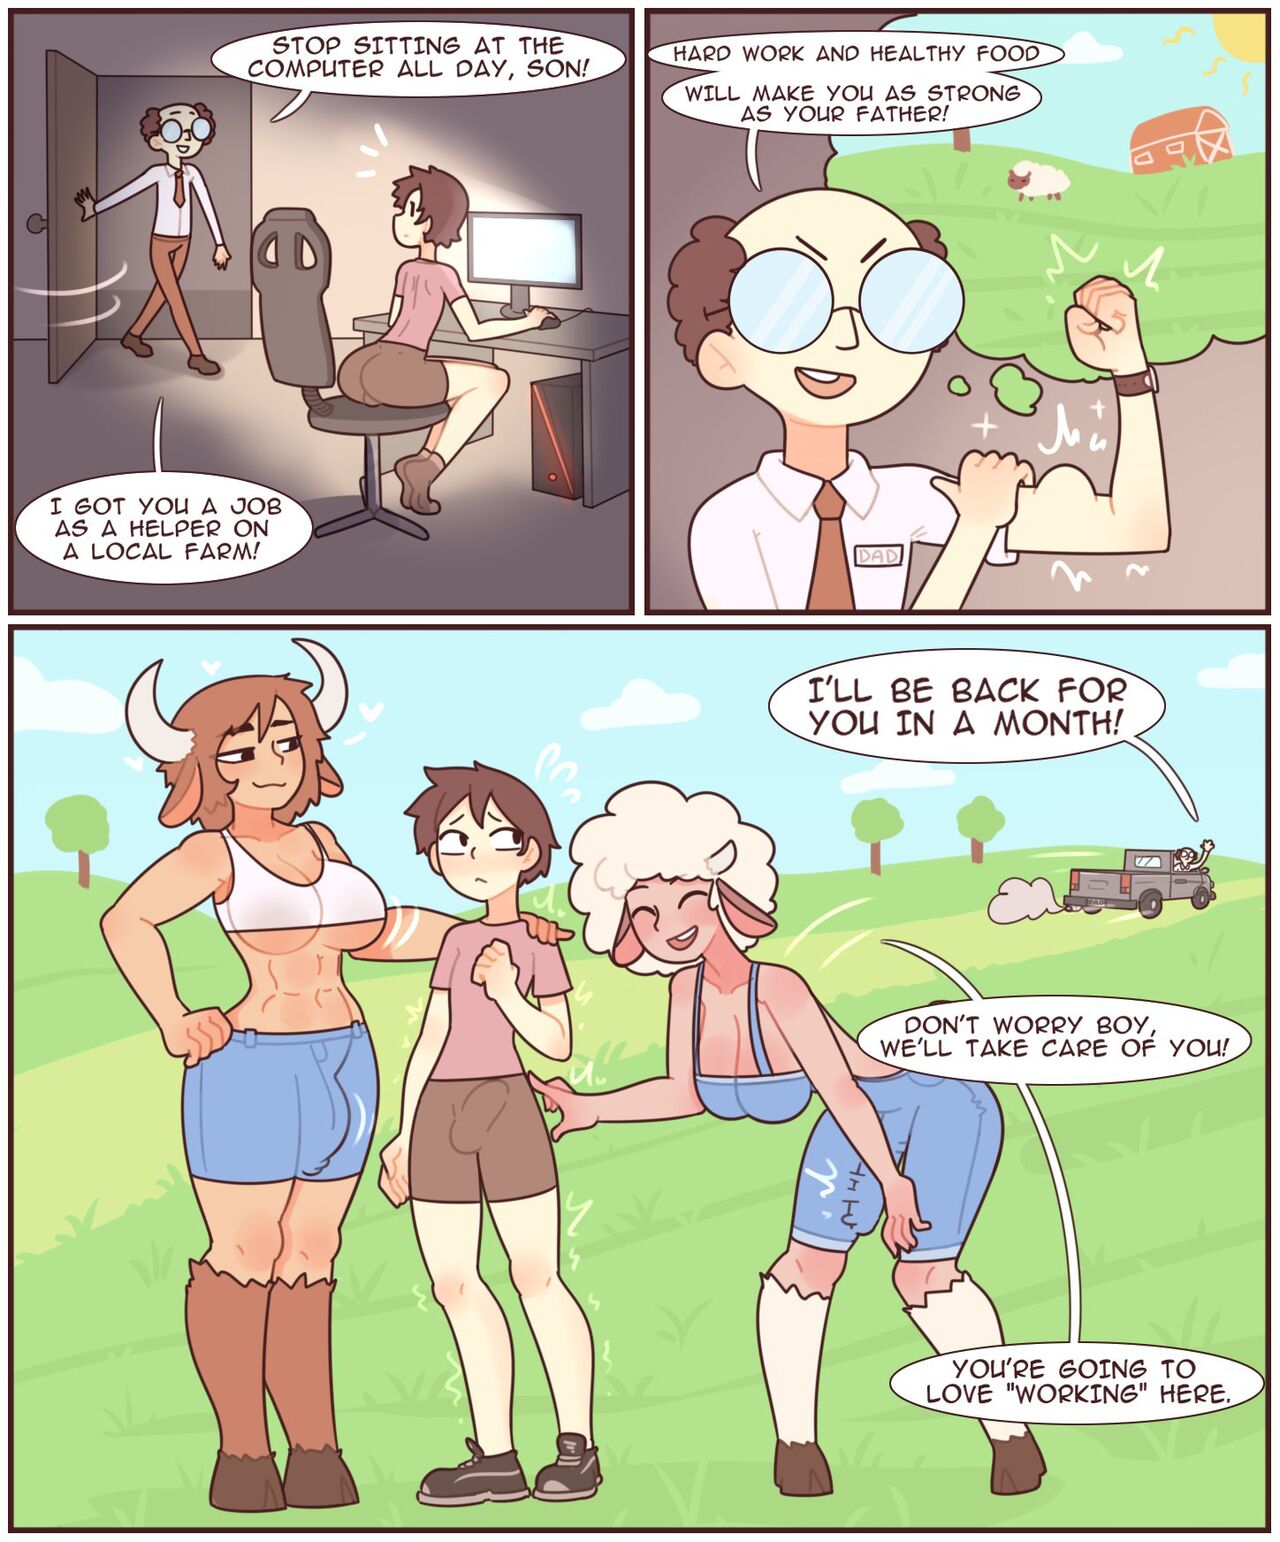 STOP SITTING AT THE
COMPUTER ALL DAY, SON!
I GOT YOU A JOB
AS A HELPER ON
A LOCAL FARM!
HARD WORK AND HEALTHY FOOD
WILL MAKE YOU AS STRONG
AS YOUR FATHER!
DAD
I'LL BE BACK FOR
YOU IN A MONTH!
DAD
DON'T WORRY BOY,
WE'LL TAKE CARE OF YOU!
YOU'RE GOING TO
LOVE "WORKING" HERE.